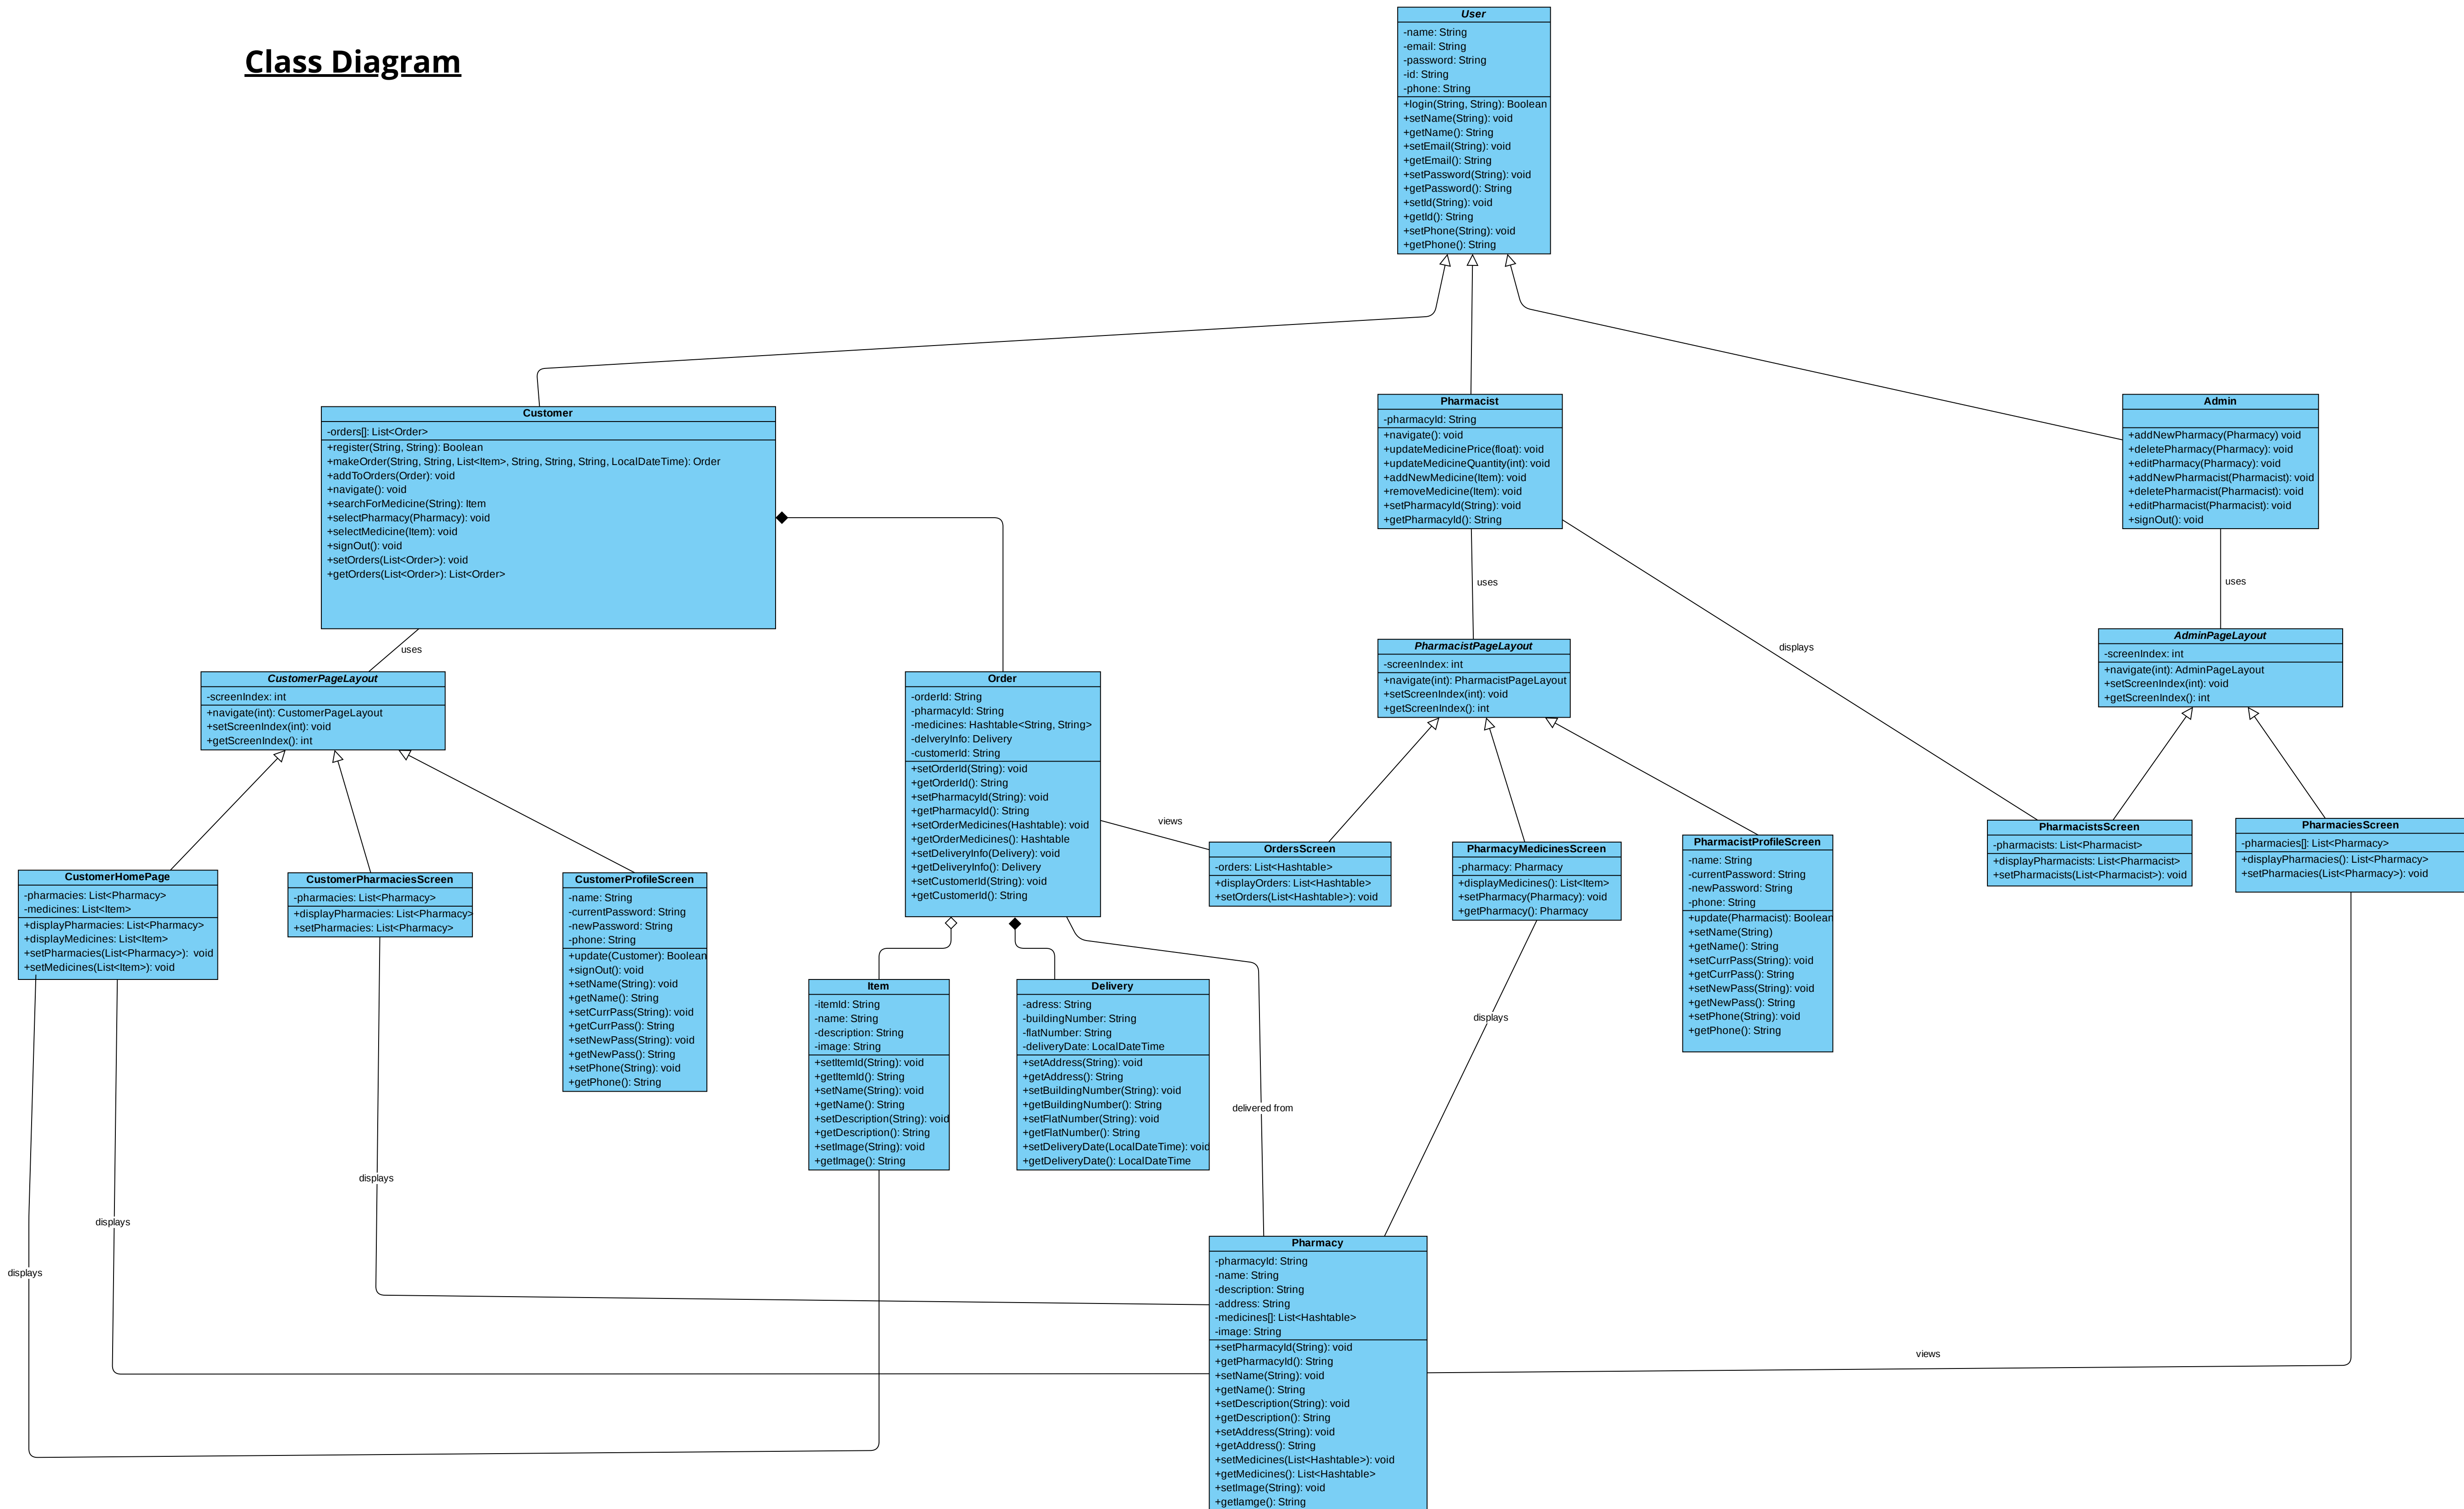 Class Diagram
User
-name: String
-email: String
-password: String
-id: String
-phone: String
+login(String, String): Boolean
+setName(String): void
+getName(): String
+setEmail(String): void
+getEmail(): String
+setPassword(String): void
+getPassword(): String
+setId(String): void
+getId(): String
+setPhone(String): void
+getPhone(): String
Customer
-orders[]: List<Order>
+register(String, String): Boolean
+makeOrder(String, String, List<Item>, String, String, String, LocalDateTime): Order
+addToOrders(Order): void
+navigate(): void
+searchForMedicine(String): Item
+selectPharmacy(Pharmacy): void
+selectMedicine(Item): void
+signOut(): void
+setOrders(List<Order>): void
+getOrders(List<Order>): List<Order>
Pharmacist
-pharmacyId: String
+navigate(): void
+updateMedicinePrice(float): void
+updateMedicineQuantity(int): void
+addNewMedicine(Item): void
+removeMedicine(Item): void
+setPharmacyId(String): void
+getPharmacyId(): String
Admin
+addNewPharmacy(Pharmacy) void
+deletePharmacy(Pharmacy): void
+editPharmacy(Pharmacy): void
+addNewPharmacist(Pharmacist): void
+deletePharmacist(Pharmacist): void
+editPharmacist(Pharmacist): void
+signOut(): void
uses
uses
uses
displays
CustomerPageLayout
-screenIndex: int
+navigate(int): CustomerPageLayout
+setScreenIndex(int): void
+getScreenIndex(): int
Order
-orderId: String
-pharmacyId: String
-medicines: Hashtable<String, String>
-delveryInfo: Delivery
-customerId: String
+setOrderId(String): void
+getOrderId(): String
+setPharmacyId(String): void
+getPharmacyId(): String
+setOrderMedicines(Hashtable): void
+getOrderMedicines(): Hashtable
+setDeliveryInfo(Delivery): void
+getDeliveryInfo(): Delivery
+setCustomerId(String): void
+getCustomerId(): String
PharmacistPageLayout
-screenIndex: int
+navigate(int): PharmacistPageLayout
+setScreenIndex(int): void
+getScreenIndex(): int
AdminPageLayout
-screenIndex: int
+navigate(int): AdminPageLayout
+setScreenIndex(int): void
+getScreenIndex(): int
views
CustomerHomePage
-pharmacies: List<Pharmacy>
-medicines: List<Item>
+displayPharmacies: List<Pharmacy>
+displayMedicines: List<Item>
+setPharmacies(List<Pharmacy>): void
+setMedicines(List<Item>): void
CustomerPharmaciesScreen
-pharmacies: List<Pharmacy>
+displayPharmacies: List<Pharmacy>
+setPharmacies: List<Pharmacy>
CustomerProfileScreen
-name: String
-currentPassword: String
-newPassword: String
-phone: String
+update(Customer): Boolean
+signOut(): void
+setName(String): void
+getName(): String
+setCurrPass(String): void
+getCurrPass(): String
+setNewPass(String): void
+getNewPass(): String
+setPhone(String): void
+getPhone(): String
OrdersScreen
-orders: List<Hashtable>
+displayOrders: List<Hashtable>
+setOrders(List<Hashtable>): void
PharmacyMedicinesScreen
-pharmacy: Pharmacy
+displayMedicines(): List<Item>
+setPharmacy(Pharmacy): void
+getPharmacy(): Pharmacy
PharmacistProfileScreen
-name: String
-currentPassword: String
-newPassword: String
-phone: String
+update(Pharmacist): Boolean
+setName(String)
+getName(): String
+setCurrPass(String): void
+getCurrPass(): String
+setNewPass(String): void
+getNewPass(): String
+setPhone(String): void
+getPhone(): String
PharmacistsScreen
-pharmacists: List<Pharmacist>
+displayPharmacists: List<Pharmacist>
+setPharmacists(List<Pharmacist>): void
PharmaciesScreen
-pharmacies[]: List<Pharmacy>
+displayPharmacies(): List<Pharmacy>
+setPharmacies(List<Pharmacy>): void
Item
-itemId: String
-name: String
-description: String
-image: String
+setItemId(String): void
+getItemId(): String
+setName(String): void
+getName(): String
+setDescription(String): void
+getDescription(): String
+setImage(String): void
+getImage(): String
Delivery
-adress: String
-buildingNumber: String
-flatNumber: String
-deliveryDate: LocalDateTime
+setAddress(String): void
+getAddress(): String
+setBuildingNumber(String): void
+getBuildingNumber(): String
+setFlatNumber(String): void
+getFlatNumber(): String
+setDeliveryDate(LocalDateTime): void
+getDeliveryDate(): LocalDateTime
displays
delivered from
displays
displays
displays
views
Pharmacy
-pharmacyId: String
-name: String
-description: String
-address: String
-medicines[]: List<Hashtable>
-image: String
+setPharmacyId(String): void
+getPharmacyId(): String
+setName(String): void
+getName(): String
+setDescription(String): void
+getDescription(): String
+setAddress(String): void
+getAddress(): String
+setMedicines(List<Hashtable>): void
+getMedicines(): List<Hashtable>
+setImage(String): void
+getIamge(): String